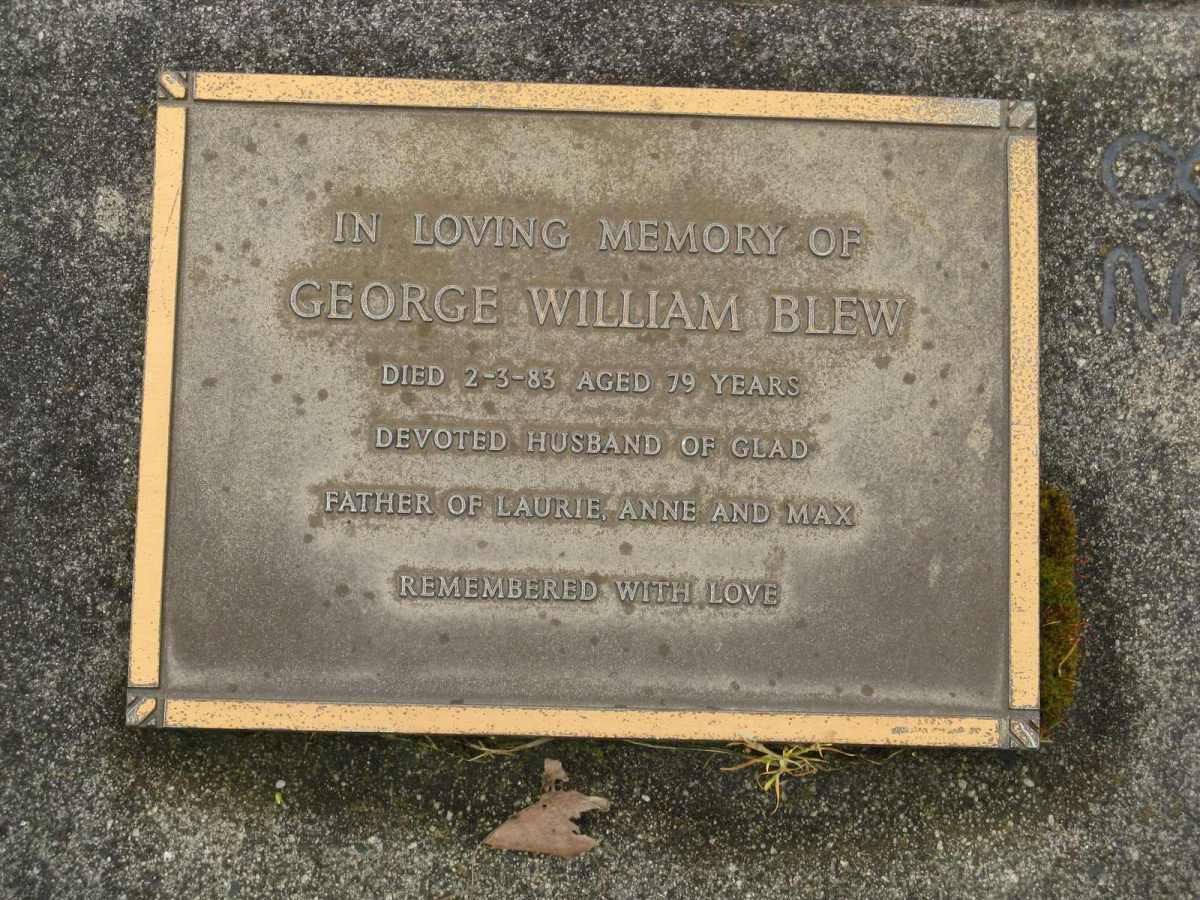 IN LOVING MEMORY OF
GEORGE WILLIAM BLEW
DIED 2-3-83 AGED 79 YEARS
DEVOTED HUSBAND OF GLAD
FATHER OF LAURIE, ANNE AND MAX
REMEMBERED WITH LOVE